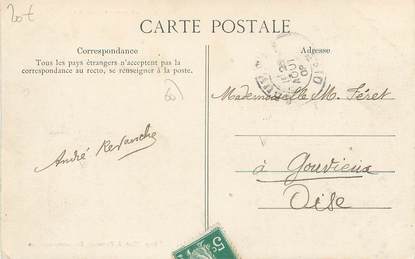 CARTE POSTALE
Correspondance
Tous les pays étrangers n'acceptent pas la
correspondance au recto, se renseigner à la poste.
Adresse
Mademoiselle M. Féret
à Gouvieux
Oise
André Revanche
5c